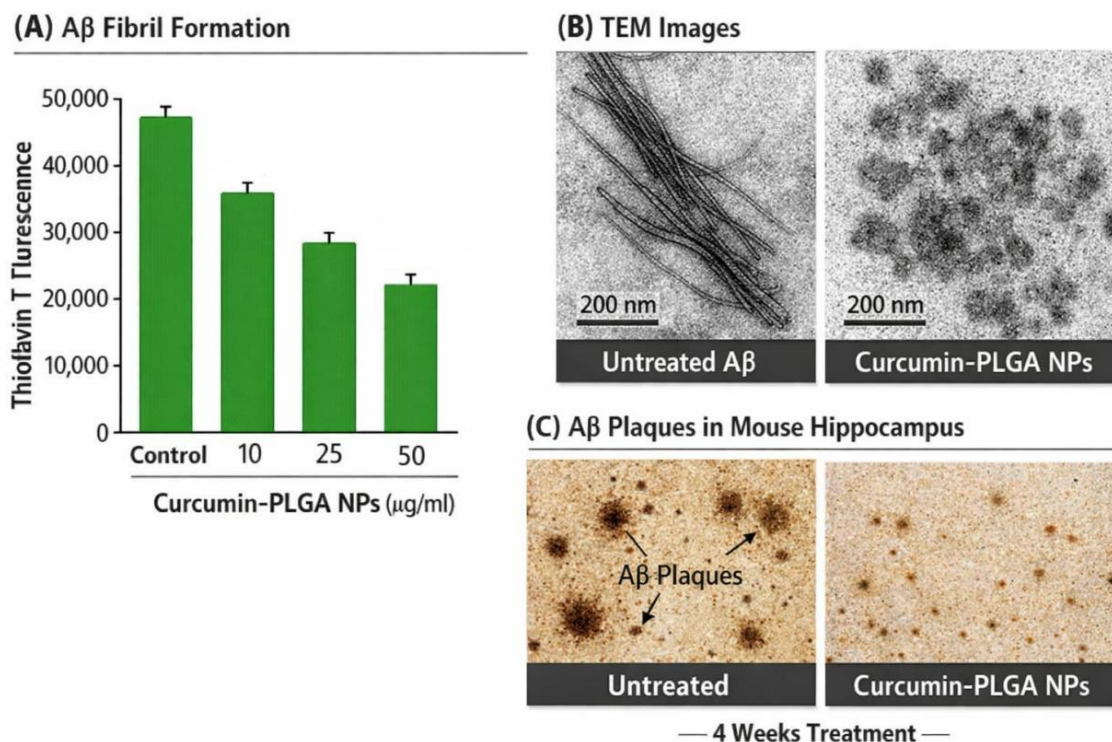 (A) Aβ Fibril Formation
Thioflavin T Tlurescennce
50,000
40,000
30,000
20,000
10,000
0
Control 10 25 50
Curcumin-PLGA NPs (μg/ml)
(B) TEM Images
200 nm
Untreated Aβ
200 nm
Curcumin-PLGA NPs
(C) Aβ Plaques in Mouse Hippocampus
Aβ Plaques
Untreated
Curcumin-PLGA NPs
— 4 Weeks Treatment —